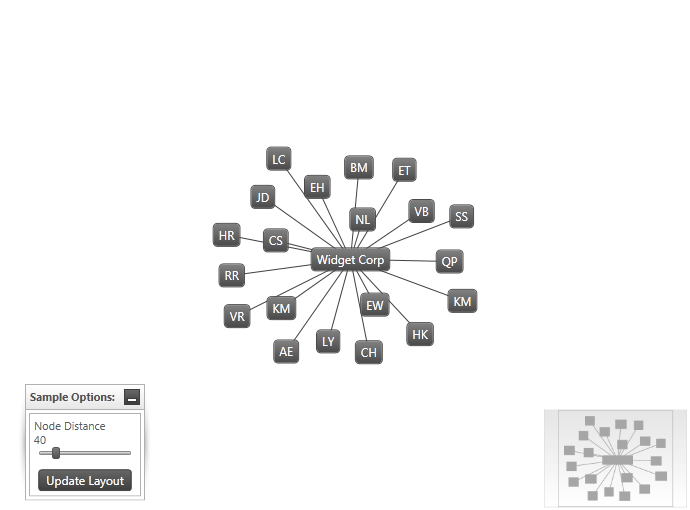 LC
BM
ET
EH
JD
VB
SS
NL
HR
CS
Widget Corp
QP
RR
KM
EW
KM
VR
HK
LY
AE
CH
Sample Options:
Node Distance
40
Update Layout